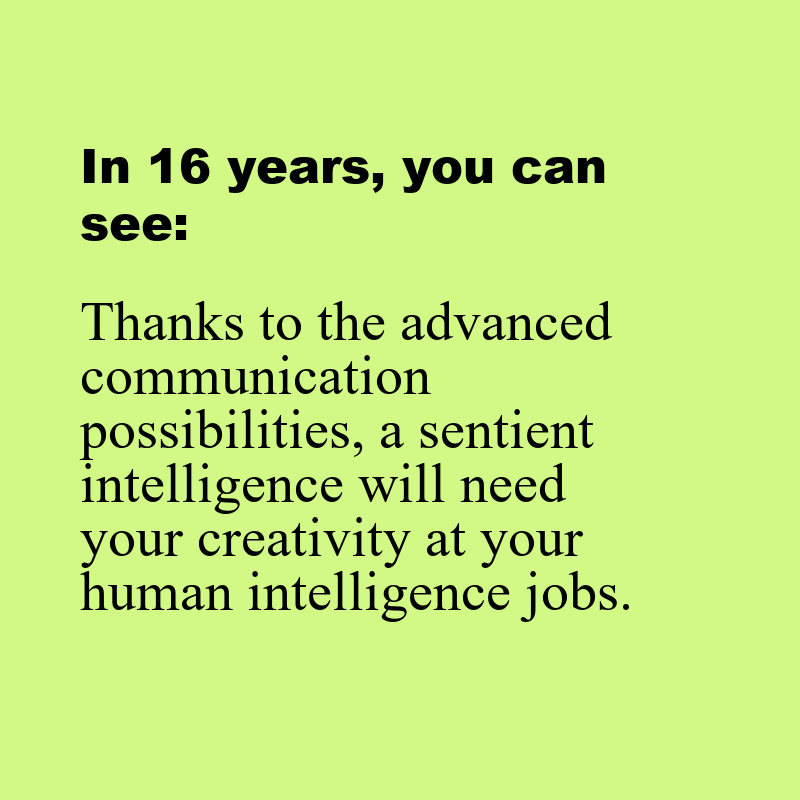 In 16 years, you can
see:
Thanks to the advanced
communication
possibilities, a sentient
intelligence will need
your creativity at your
human intelligence jobs.